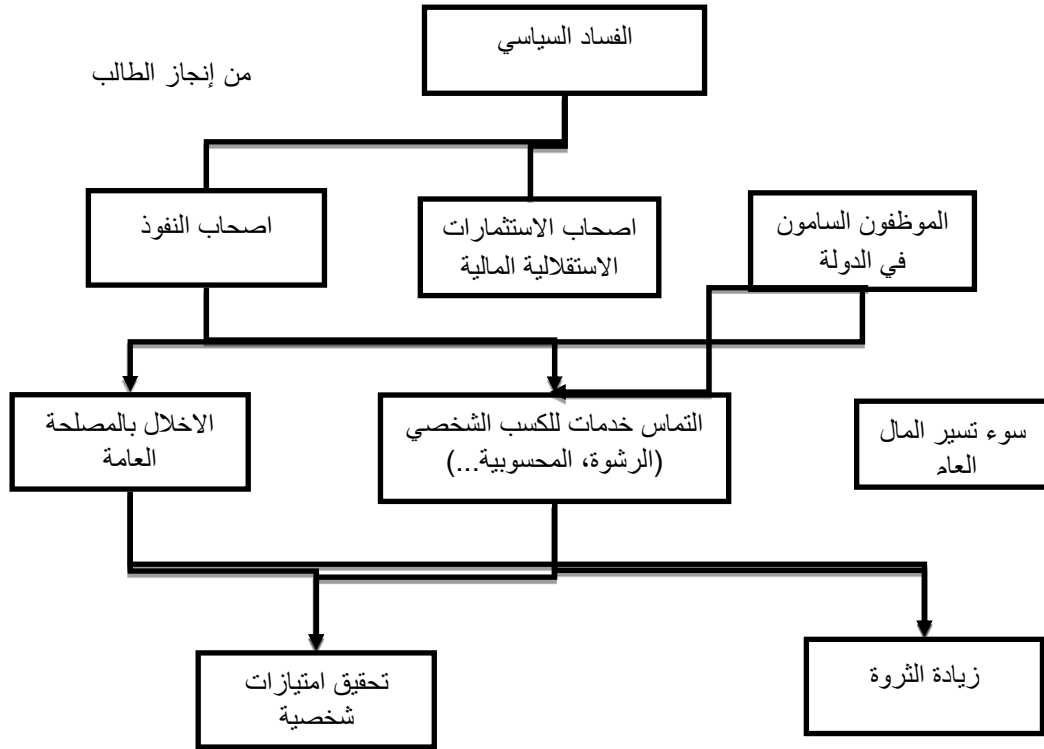 الفساد السياسي
من إنجاز الطالب
الموظفون السامون
في الدولة
اصحاب الاستثمارات
الاستقلالية المالية
اصحاب النفوذ
سوء تسير المال
العام
التماس خدمات للكسب الشخصي
(الرشوة، المحسوبية...)
الاخلال بالمصلحة
العامة
زيادة الثروة
تحقيق امتيازات
شخصية